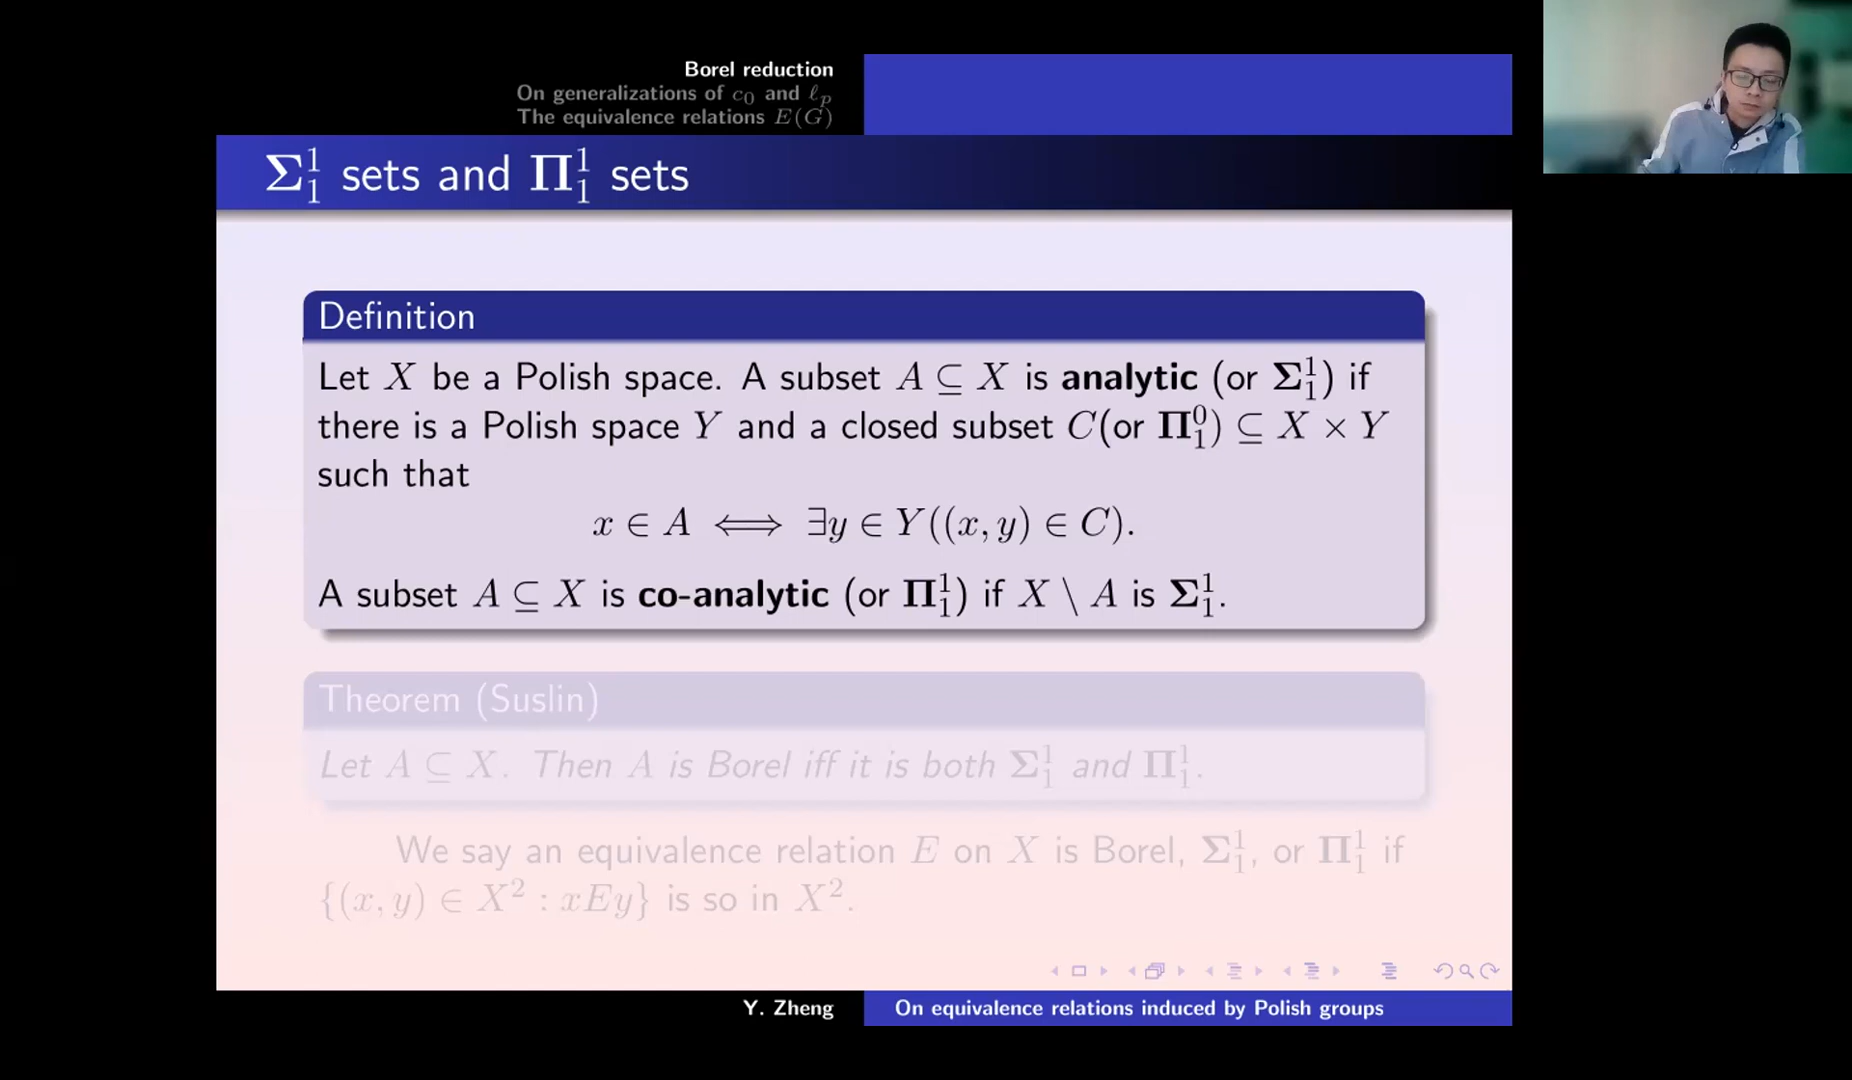 Borel reduction
On generalizations of c₀ and ℓₚ
The equivalence relations E(G)
Σ¹₁ sets and Π¹₁ sets
Definition
Let X be a Polish space. A subset A ⊆ X is analytic (or Σ¹₁) if
there is a Polish space Y and a closed subset C(or Π⁰₁) ⊆ X × Y
such that
x ∈ A ⟺ ∃y ∈ Y((x, y) ∈ C).
A subset A ⊆ X is co-analytic (or Π¹₁) if X \ A is Σ¹₁.
Theorem (Suslin)
Let A ⊆ X. Then A is Borel iff it is both Σ¹₁ and Π¹₁.
We say an equivalence relation E on X is Borel, Σ¹₁, or Π¹₁ if
{(x, y) ∈ X² : xEy} is so in X².
Y. Zheng
On equivalence relations induced by Polish groups